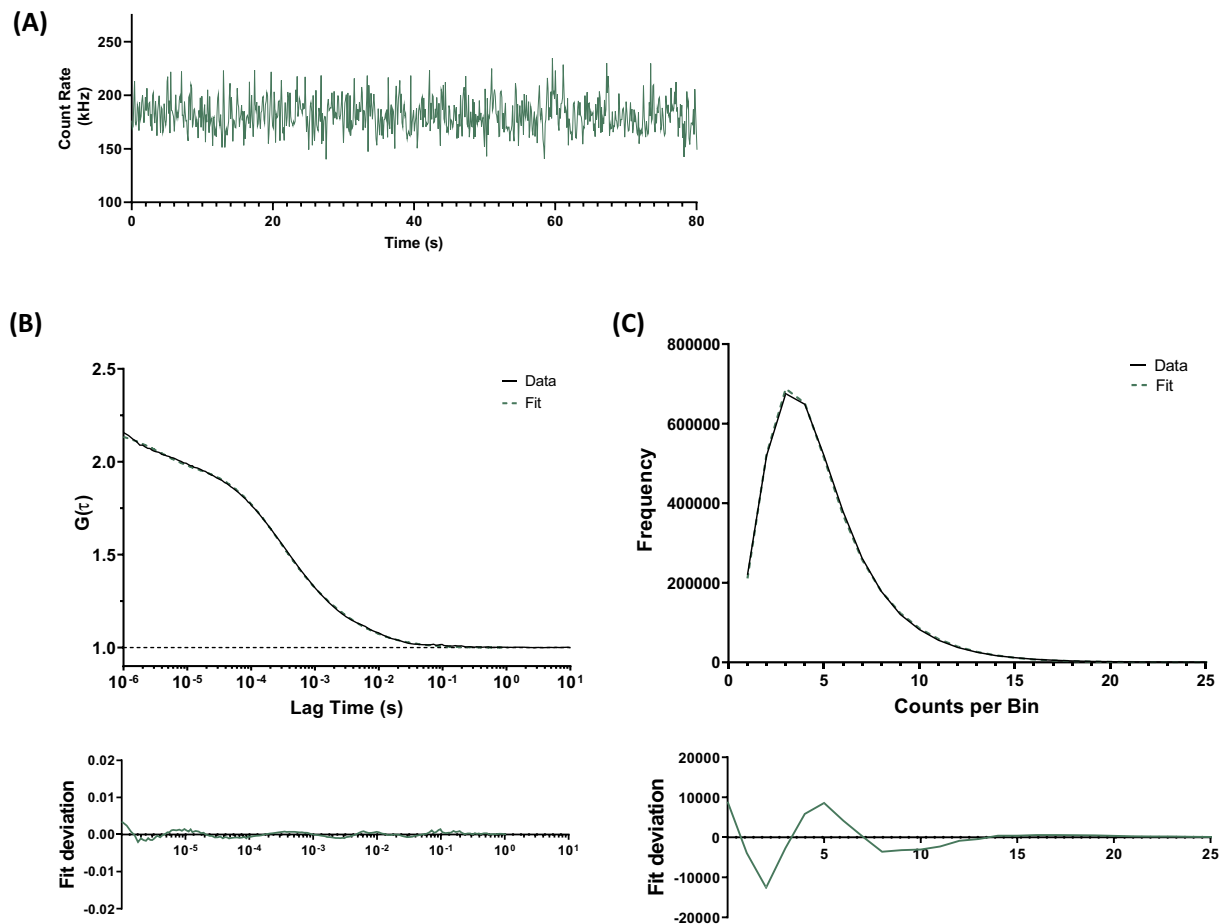 (A)
250
200
150
100
Count Rate
(kHz)
0 20 40 60 80
Time (s)
(B)
2.5
2.0
1.5
1.0
G(τ)
Data
Fit
10⁻⁶ 10⁻⁵ 10⁻⁴ 10⁻³ 10⁻² 10⁻¹ 10⁰ 10¹
Lag Time (s)
0.02
0.01
0.00
-0.01
-0.02
Fit deviation
10⁻⁵ 10⁻⁴ 10⁻³ 10⁻² 10⁻¹ 10⁰ 10¹
(C)
800000
600000
400000
200000
0
Frequency
Data
Fit
0 5 10 15 20 25
Counts per Bin
20000
10000
0
-10000
-20000
Fit deviation
5 10 15 20 25